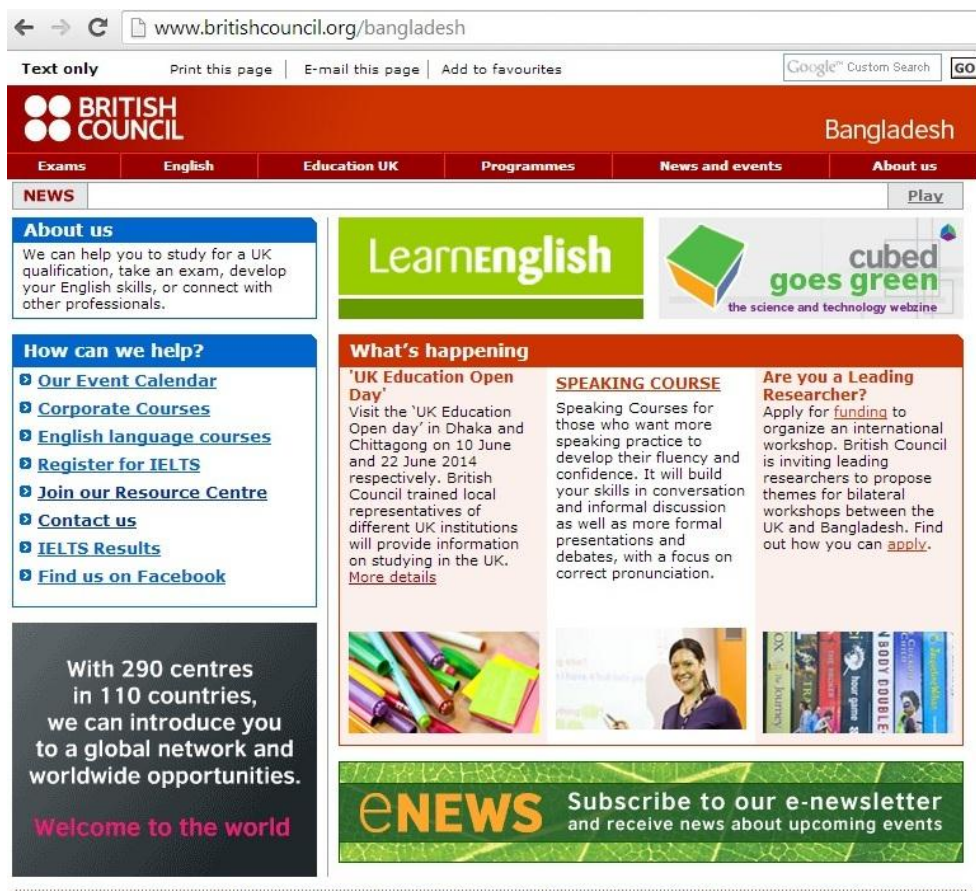 www.britishcouncil.org/bangladesh
Text only
Print this page
E-mail this page
Add to favourites
Google™ Custom Search
GO
BRITISH
COUNCIL
Bangladesh
Exams
English
Education UK
Programmes
News and events
About us
NEWS
Play
About us
We can help you to study for a UK
qualification, take an exam, develop
your English skills, or connect with
other professionals.
LearnEnglish
cubed
goes green
the science and technology webzine
How can we help?
Our Event Calendar
Corporate Courses
English language courses
Register for IELTS
Join our Resource Centre
Contact us
IELTS Results
Find us on Facebook
What's happening
'UK Education Open
Day'
Visit the 'UK Education
Open day' in Dhaka and
Chittagong on 10 June
and 22 June 2014
respectively. British
Council trained local
representatives of
different UK institutions
will provide information
on studying in the UK.
More details
SPEAKING COURSE
Speaking Courses for
those who want more
speaking practice to
develop their fluency and
confidence. It will build
your skills in conversation
and informal discussion
as well as more formal
presentations and
debates, with a focus on
correct pronunciation.
Are you a Leading
Researcher?
Apply for funding to
organize an international
workshop. British Council
is inviting leading
researchers to propose
themes for bilateral
workshops between the
UK and Bangladesh. Find
out how you can apply.
hour game
BODY DOUBLE
With 290 centres
in 110 countries,
we can introduce you
to a global network and
worldwide opportunities.
Welcome to the world
eNEWS
Subscribe to our e-newsletter
and receive news about upcoming events